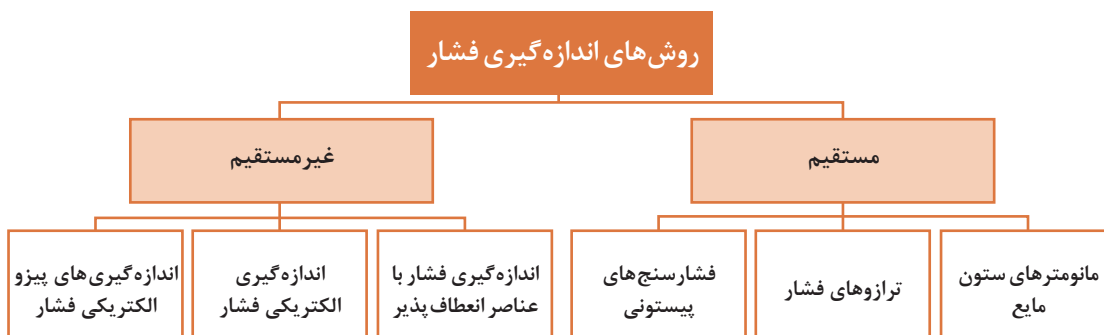 روش‌های اندازه‌گیری فشار
مستقیم
غیرمستقیم
مانومترهای ستون
مایع
ترازوهای فشار
فشارسنج‌های
پیستونی
اندازه‌گیری فشار با
عناصر انعطاف‌پذیر
اندازه‌گیری
الکتریکی فشار
اندازه‌گیری‌های پیزو
الکتریکی فشار